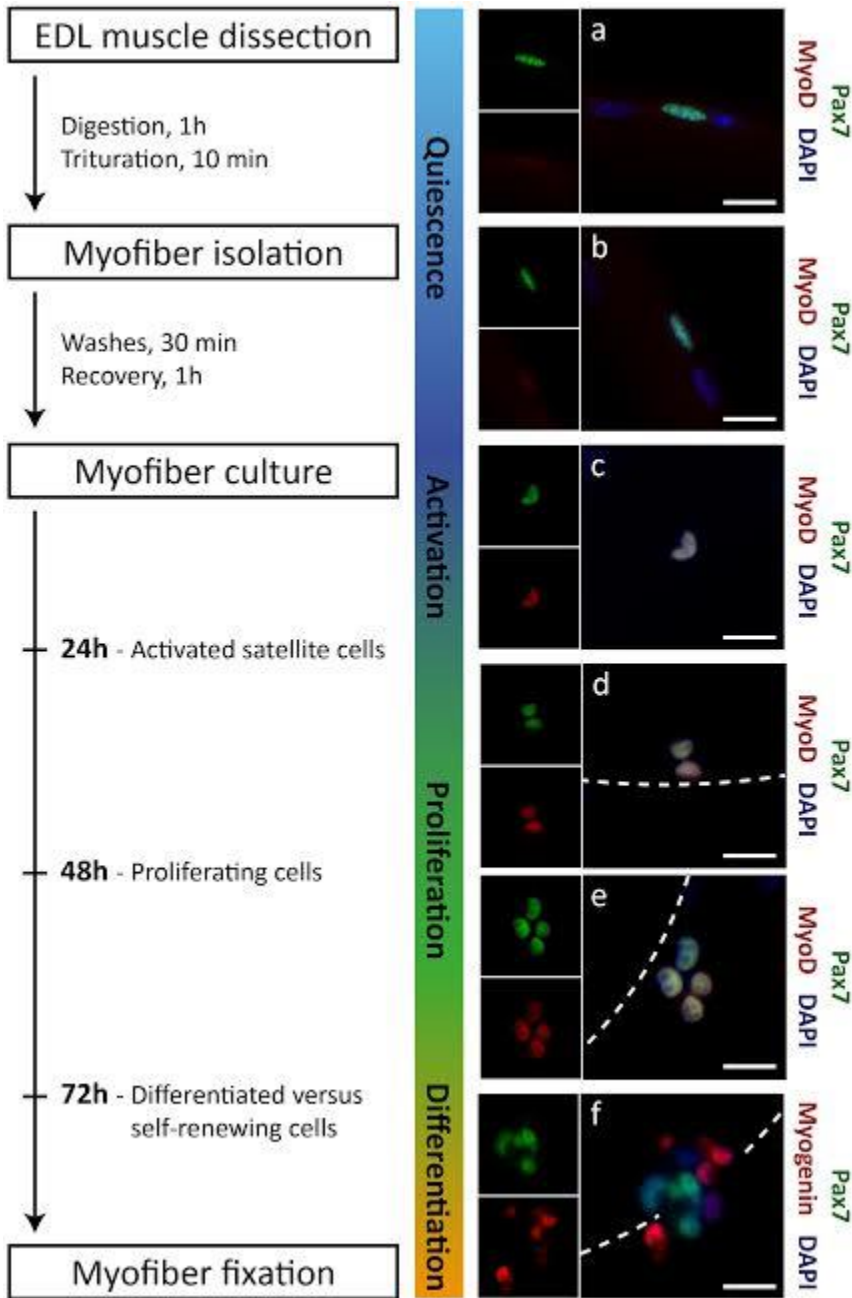 EDL muscle dissection
Digestion, 1h
Trituration, 10 min
Myofiber isolation
Washes, 30 min
Recovery, 1h
Myofiber culture
24h - Activated satellite cells
48h - Proliferating cells
72h - Differentiated versus
self-renewing cells
Myofiber fixation
Quiescence
Activation
Proliferation
Differentiation
a
Pax7
MyoD DAPI
b
Pax7
MyoD DAPI
c
Pax7
MyoD DAPI
d
Pax7
MyoD DAPI
e
Pax7
MyoD DAPI
f
Pax7
Myogenin DAPI